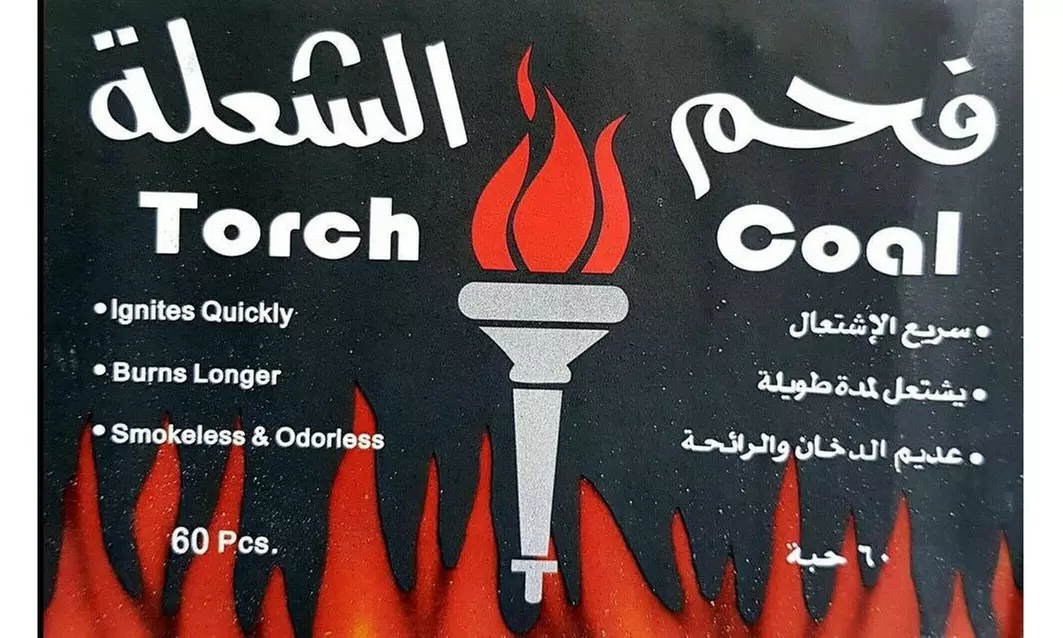 فحم الشعلة
Torch Coal
•Ignites Quickly
• Burns Longer
• Smokeless & Odorless
60 Pcs.
• سريع الإشتعال
• يشتعل لمدة طويلة
• عديم الدخان والرائحة
٦٠ حبة
T